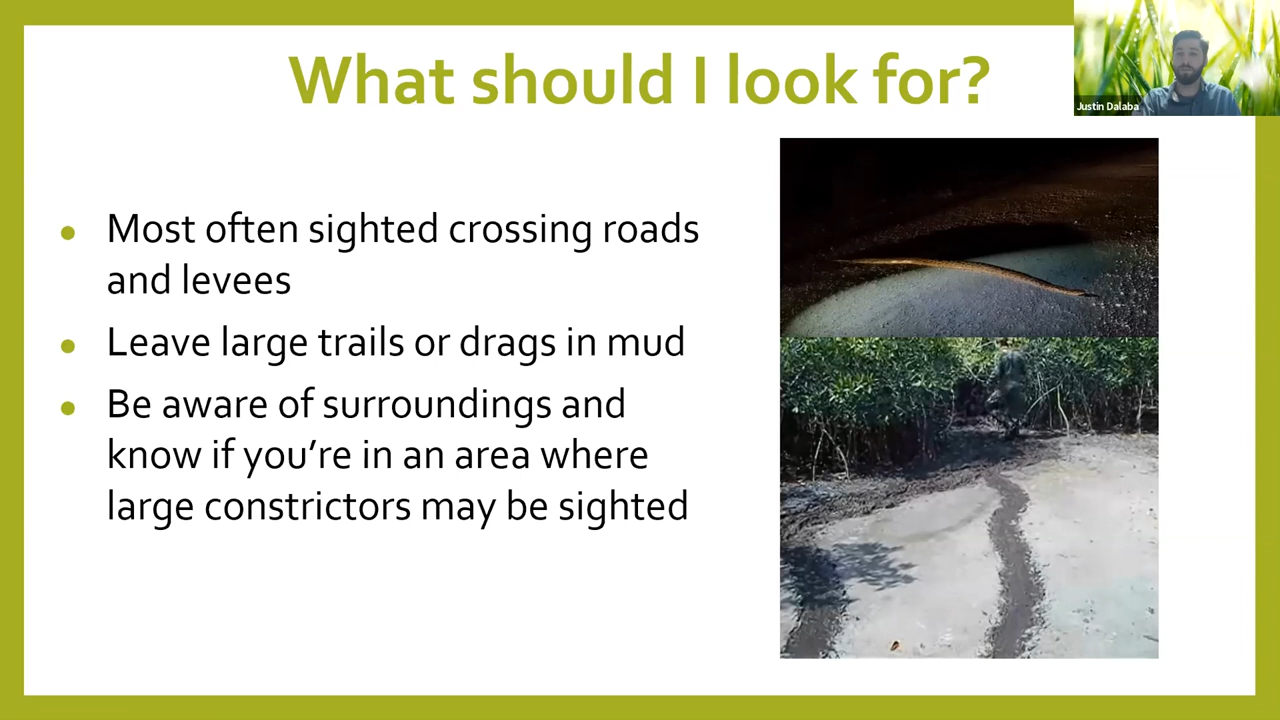 What should I look for?
Justin Dalaba
• Most often sighted crossing roads
and levees
• Leave large trails or drags in mud
• Be aware of surroundings and
know if you’re in an area where
large constrictors may be sighted